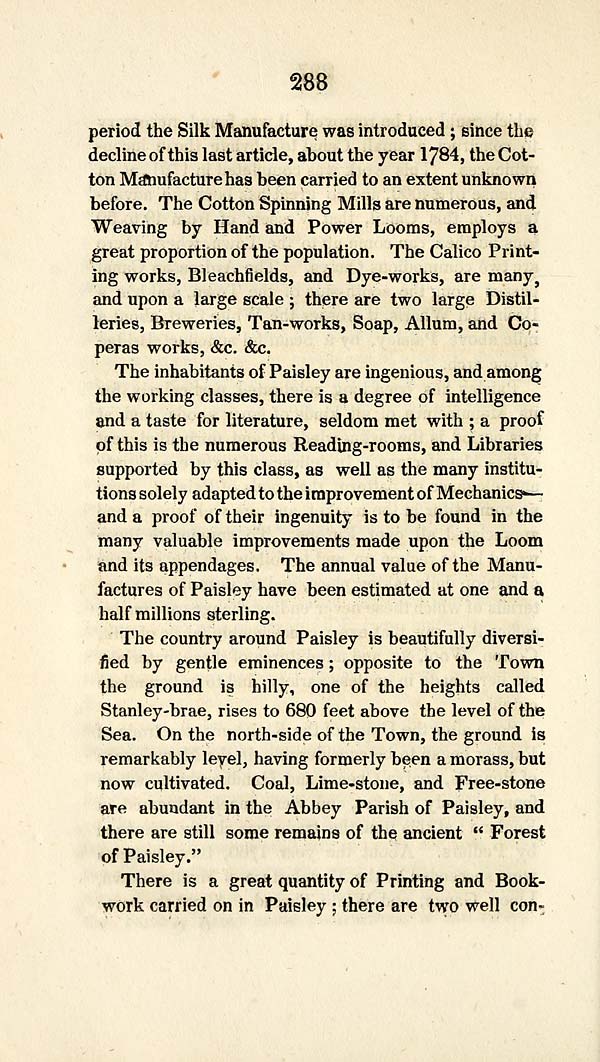 288
period the Silk Manufacture was introduced ; since the
decline of this last article, about the year 1784, the Cot-
ton Manufacture has been carried to an extent unknown
before. The Cotton Spinning Mills are numerous, and
Weaving by Hand and Power Looms, employs a
great proportion of the population. The Calico Print-
ing works, Bleachfields, and Dye-works, are many,
and upon a large scale ; there are two large Distil-
leries, Breweries, Tan-works, Soap, Allum, and Co-
peras works, &c. &c.
The inhabitants of Paisley are ingenious, and among
the working classes, there is a degree of intelligence
and a taste for literature, seldom met with ; a proof
of this is the numerous Reading-rooms, and Libraries
supported by this class, as well as the many institu-
tions solely adapted to the improvement of Mechanics—
and a proof of their ingenuity is to be found in the
many valuable improvements made upon the Loom
and its appendages. The annual value of the Manu-
factures of Paisley have been estimated at one and a
half millions sterling.
The country around Paisley is beautifully diversi-
fied by gentle eminences ; opposite to the Town
the ground is hilly, one of the heights called
Stanley-brae, rises to 680 feet above the level of the
Sea. On the north-side of the Town, the ground is
remarkably level, having formerly been a morass, but
now cultivated. Coal, Lime-stone, and Free-stone
are abundant in the Abbey Parish of Paisley, and
there are still some remains of the ancient “ Forest
of Paisley.”
There is a great quantity of Printing and Book-
work carried on in Paisley ; there are two well con-